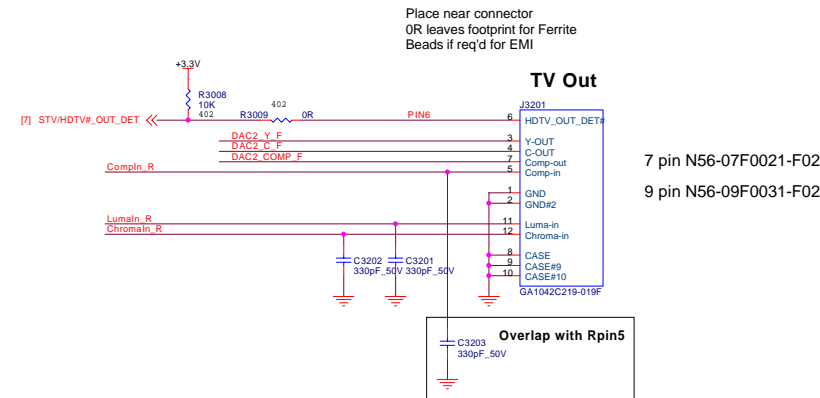 Place near connector
0R leaves footprint for Ferrite
Beads if req'd for EMI
TV Out
+3.3V
R3008
10K
402
402
R3009
0R
[7] STV/HDTV#_OUT_DET
PIN6
J3201
6
HDTV_OUT_DET#
DAC2_Y_F
3
Y-OUT
DAC2_C_F
4
C-OUT
DAC2_COMP_F
7
Comp-out
CompIn_R
5
Comp-in
7 pin N56-07F0021-F02
9 pin N56-09F0031-F02
1
GND
2
GND#2
LumaIn_R
11
Luma-in
ChromaIn_R
12
Chroma-in
8
CASE
9
CASE#9
10
CASE#10
GA1042C219-019F
C3202
330pF_50V
C3201
330pF_50V
Overlap with Rpin5
C3203
330pF_50V